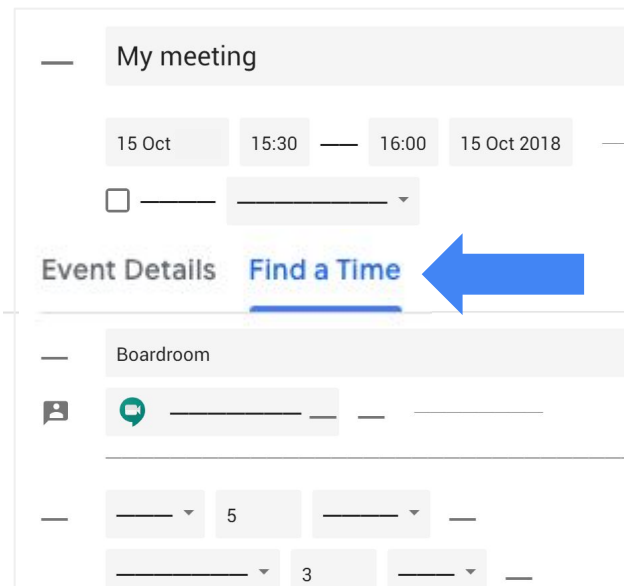 My meeting
15 Oct 15:30 16:00 15 Oct 2018
Event Details Find a Time
Boardroom
5
3